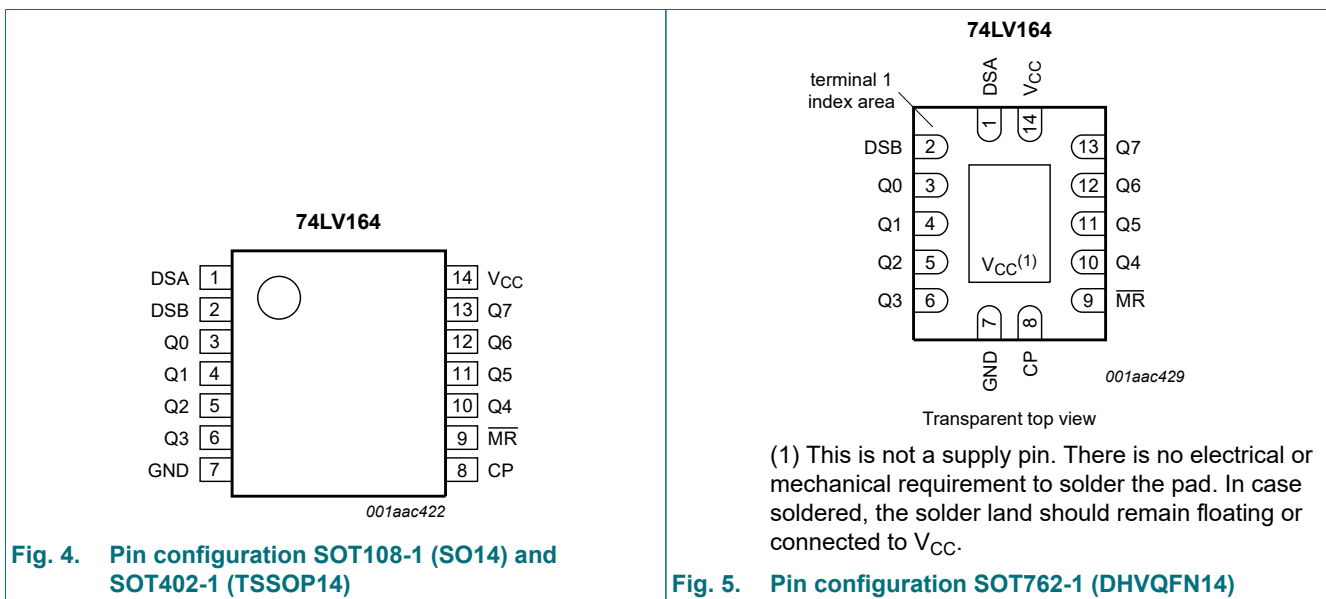 74LV164
DSA 1 14 VCC
DSB 2 13 Q7
Q0 3 12 Q6
Q1 4 11 Q5
Q2 5 10 Q4
Q3 6 9 M̅R̅
GND 7 8 CP
001aac422
Fig. 4. Pin configuration SOT108-1 (SO14) and
SOT402-1 (TSSOP14)
74LV164
terminal 1
index area
DSA VCC
1 14
DSB 2 13 Q7
Q0 3 12 Q6
Q1 4 11 Q5
Q2 5 VCC(1) 10 Q4
Q3 6 9 M̅R̅
7 8
GND CP
001aac429
Transparent top view
(1) This is not a supply pin. There is no electrical or
mechanical requirement to solder the pad. In case
soldered, the solder land should remain floating or
connected to VCC.
Fig. 5. Pin configuration SOT762-1 (DHVQFN14)